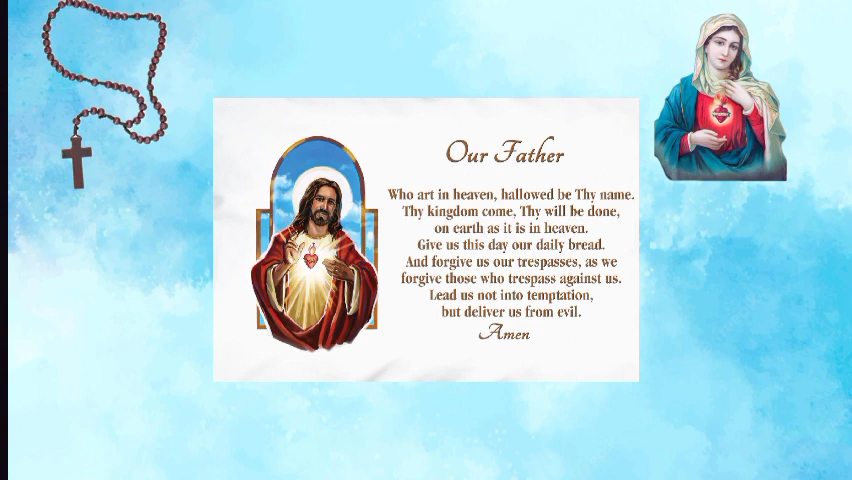 Our Father
Who art in heaven, hallowed be Thy name.
Thy kingdom come, Thy will be done,
on earth as it is in heaven.
Give us this day our daily bread.
And forgive us our trespasses, as we
forgive those who trespass against us.
Lead us not into temptation,
but deliver us from evil.
Amen